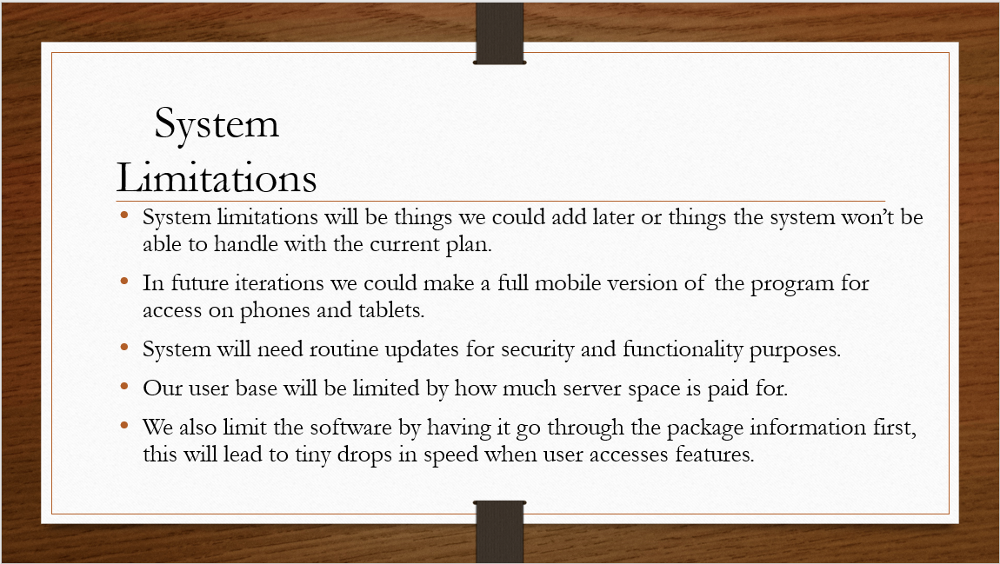 System
Limitations
• System limitations will be things we could add later or things the system won’t be
able to handle with the current plan.
• In future iterations we could make a full mobile version of the program for
access on phones and tablets.
• System will need routine updates for security and functionality purposes.
• Our user base will be limited by how much server space is paid for.
• We also limit the software by having it go through the package information first,
this will lead to tiny drops in speed when user accesses features.